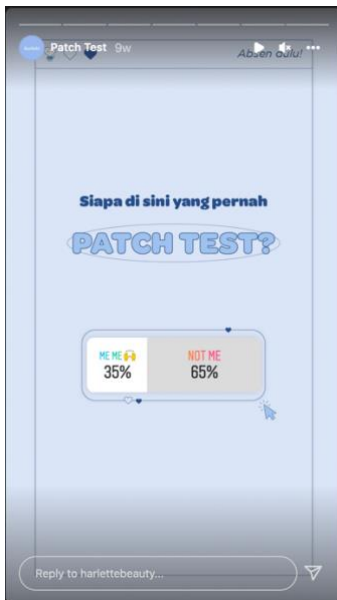 Patch Test 9w
Absen dulu!
Siapa di sini yang pernah
PATCH TEST?
ME ME🙌 NOT ME
35% 65%
Reply to harlettebeauty...